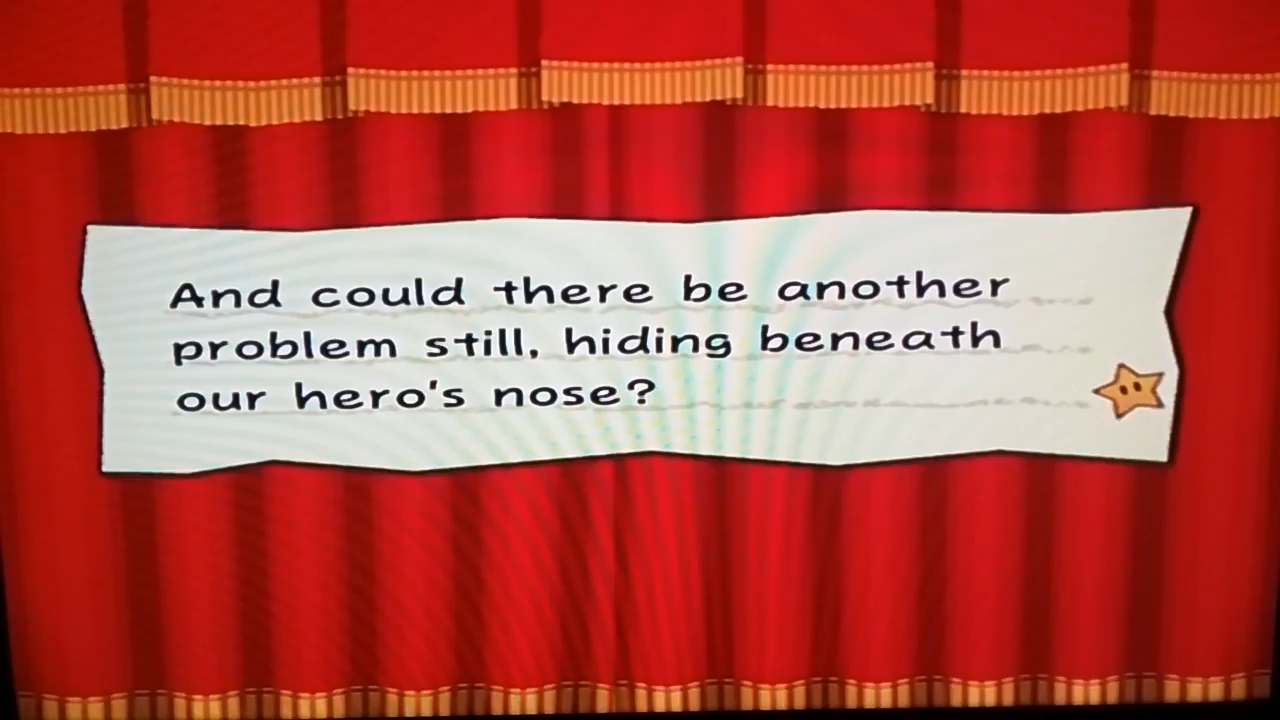 And could there be another
problem still, hiding beneath
our hero's nose?